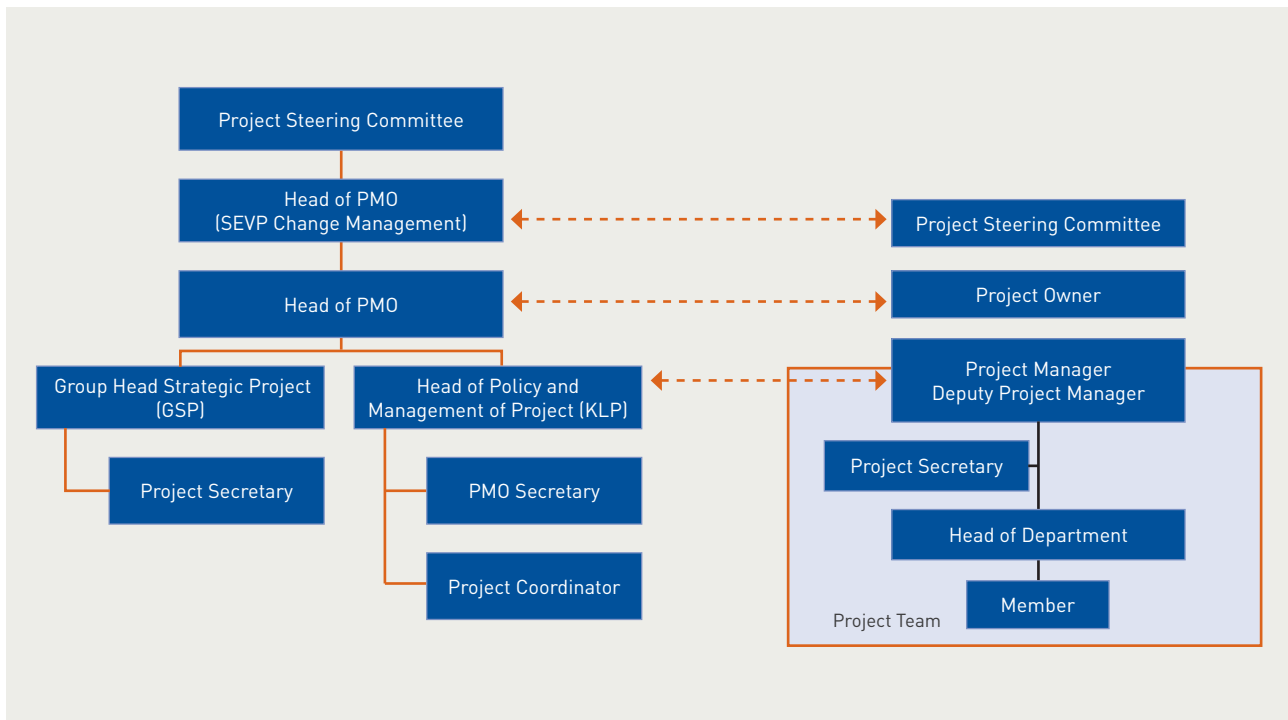 Project Steering Committee
Head of PMO
(SEVP Change Management)
Head of PMO
Group Head Strategic Project
(GSP)
Head of Policy and
Management of Project (KLP)
Project Secretary
PMO Secretary
Project Coordinator
Project Steering Committee
Project Owner
Project Manager
Deputy Project Manager
Project Secretary
Head of Department
Member
Project Team